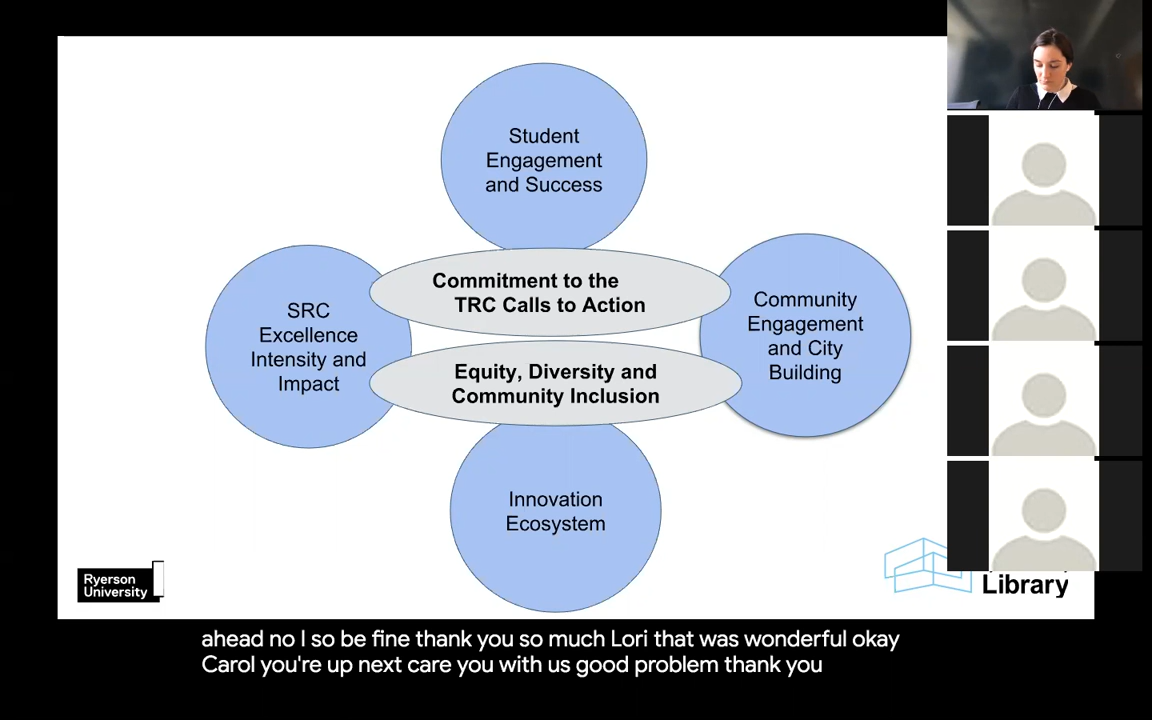 Student
Engagement
and Success
Commitment to the
TRC Calls to Action
SRC
Excellence
Intensity and
Impact
Community
Engagement
and City
Building
Equity, Diversity and
Community Inclusion
Innovation
Ecosystem
Ryerson
University
Library
ahead no I so be fine thank you so much Lori that was wonderful okay
Carol you're up next care you with us good problem thank you